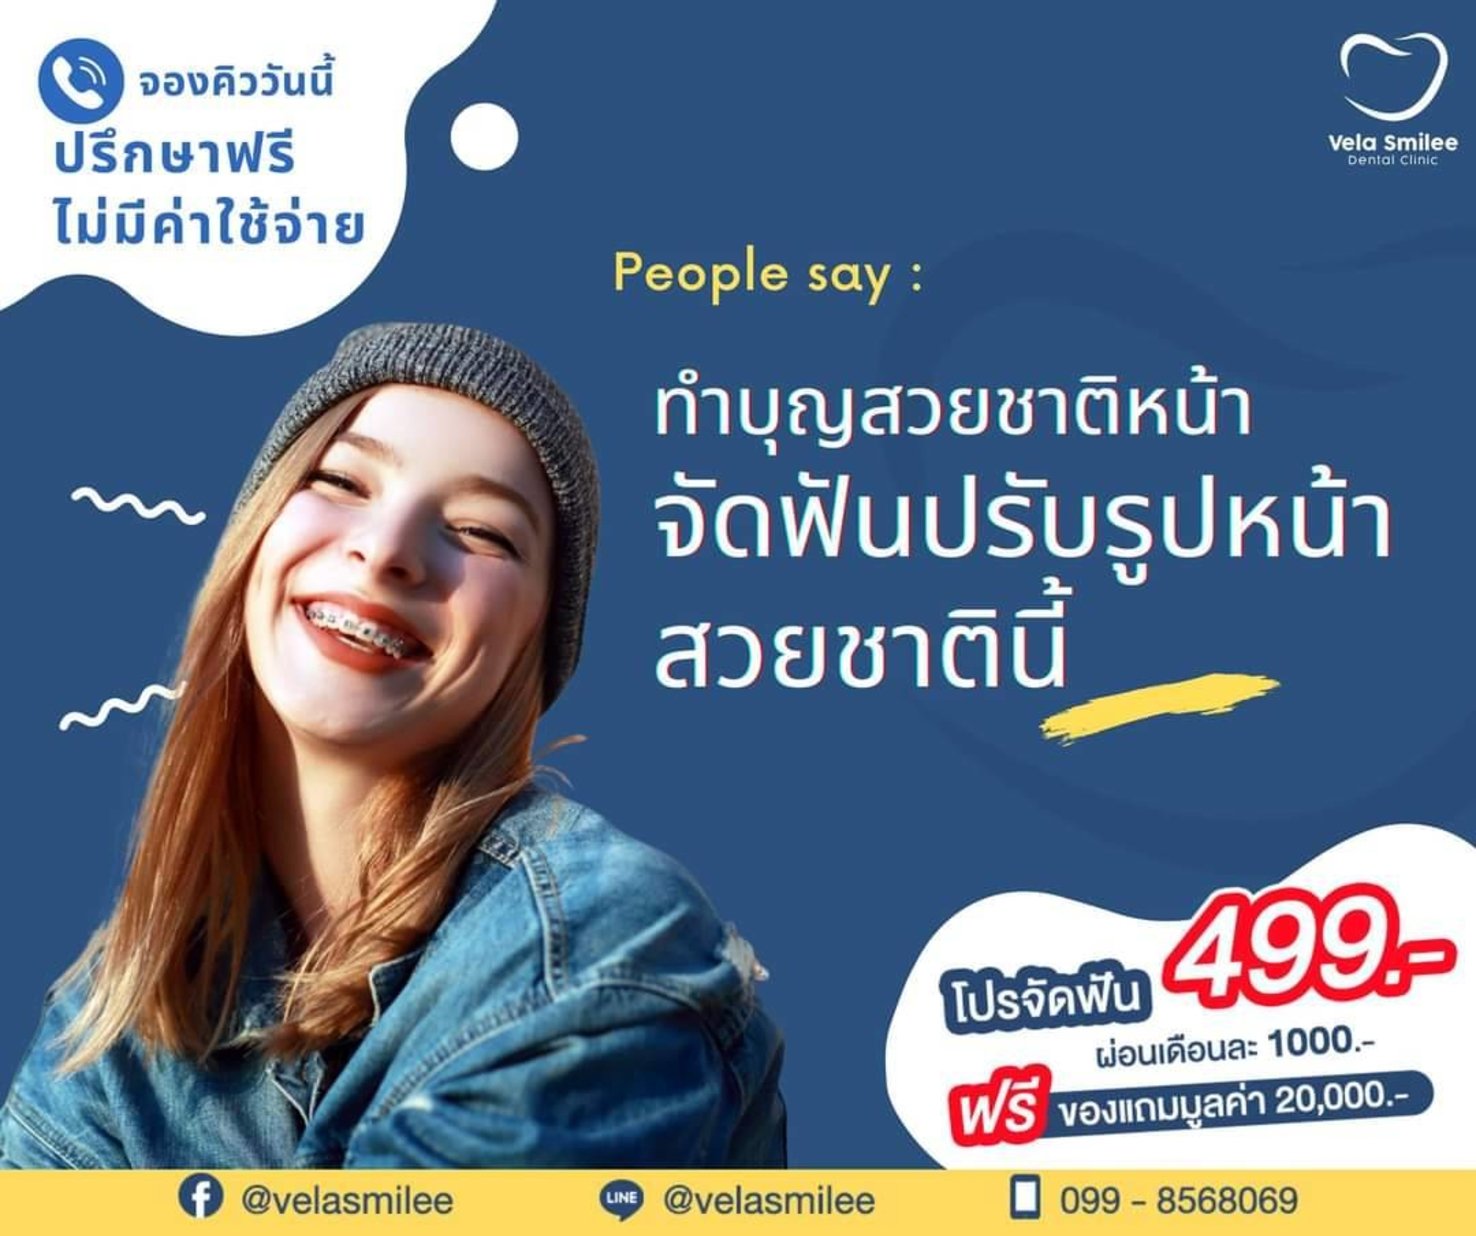 จองคิววันนี้
ปรึกษาฟรี
ไม่มีค่าใช้จ่าย
Vela Smilee
Dental Clinic
People say :
ทำบุญสวยชาติหน้า
จัดฟันปรับรูปหน้า
สวยชาตินี้
โปรจัดฟัน 499.-
ผ่อนเดือนละ 1000.-
ฟรี ของแถมมูลค่า 20,000.-
@velasmilee LINE @velasmilee 099 - 8568069